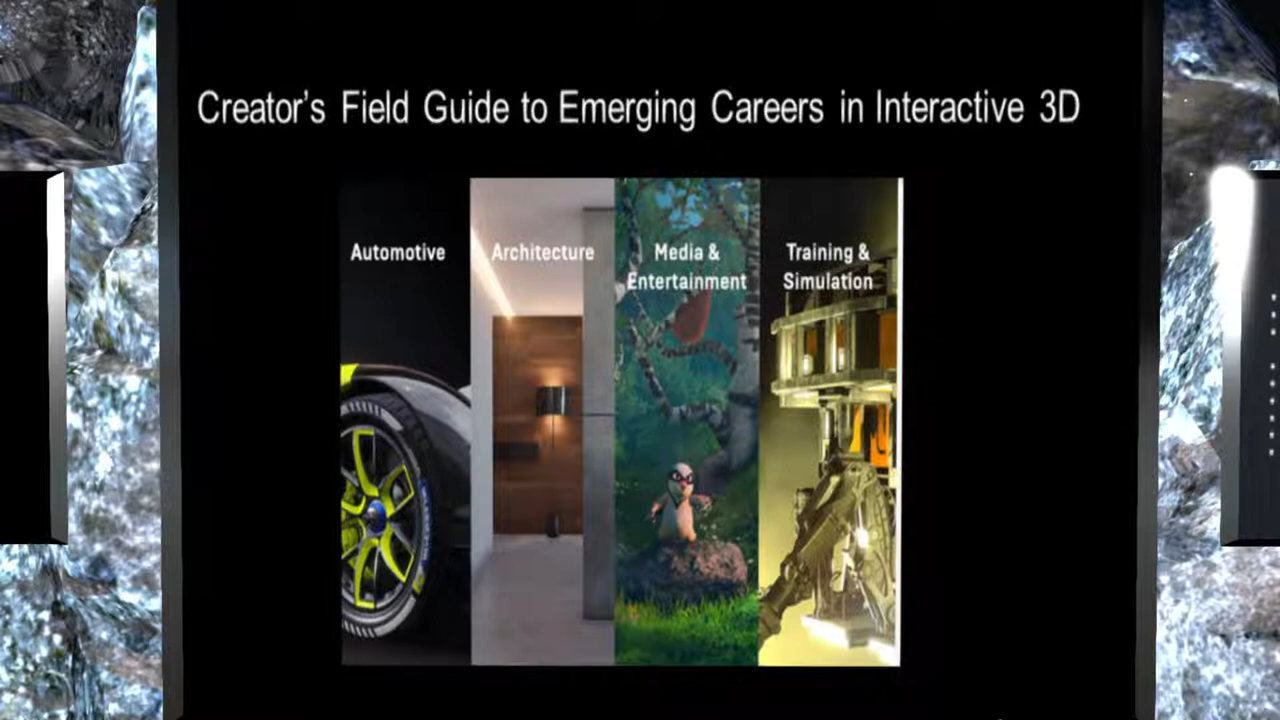 Creator's Field Guide to Emerging Careers in Interactive 3D
Automotive
Architecture
Media &
Entertainment
Training &
Simulation